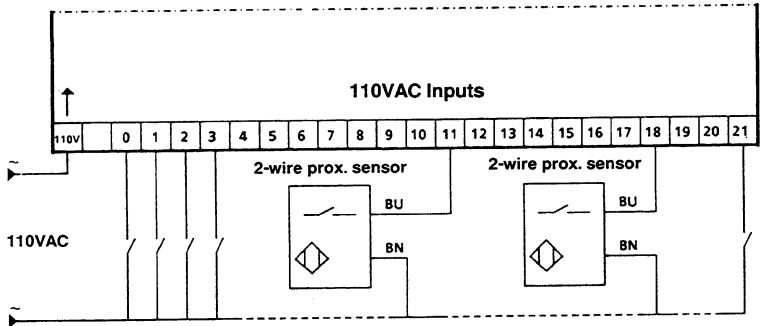 110VAC Inputs
110V 0 1 2 3 4 5 6 7 8 9 10 11 12 13 14 15 16 17 18 19 20 21
~
2-wire prox. sensor 2-wire prox. sensor
BU BU
110VAC
BN BN
~